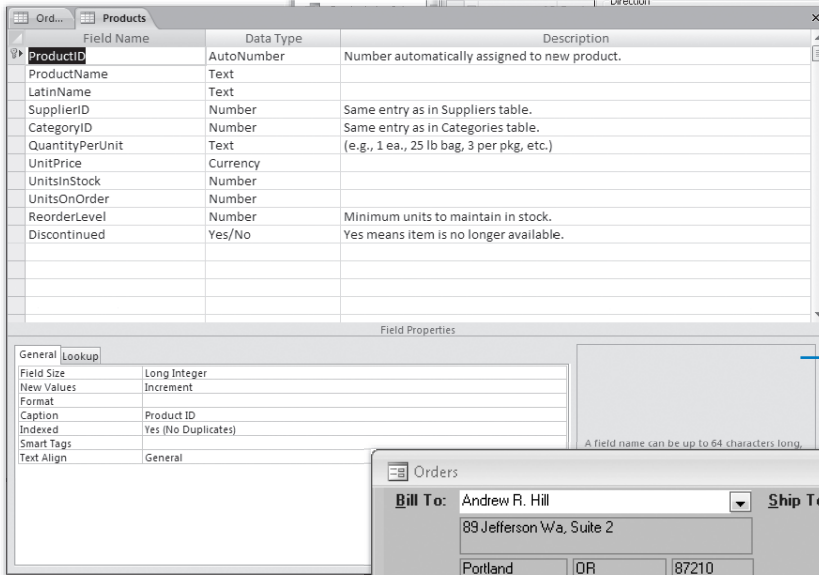 Direction
Ord... Products
Field Name Data Type Description
ProductID AutoNumber Number automatically assigned to new product.
ProductName Text
LatinName Text
SupplierID Number Same entry as in Suppliers table.
CategoryID Number Same entry as in Categories table.
QuantityPerUnit Text (e.g., 1 ea., 25 lb bag, 3 per pkg, etc.)
UnitPrice Currency
UnitsInStock Number
UnitsOnOrder Number
ReorderLevel Number Minimum units to maintain in stock.
Discontinued Yes/No Yes means item is no longer available.
Field Properties
General Lookup
Field Size Long Integer
New Values Increment
Format
Caption Product ID
Indexed Yes (No Duplicates)
Smart Tags
Text Align General
A field name can be up to 64 characters long,
Orders
Bill To: Andrew R. Hill Ship To
89 Jefferson Wa, Suite 2
Portland OR 87210